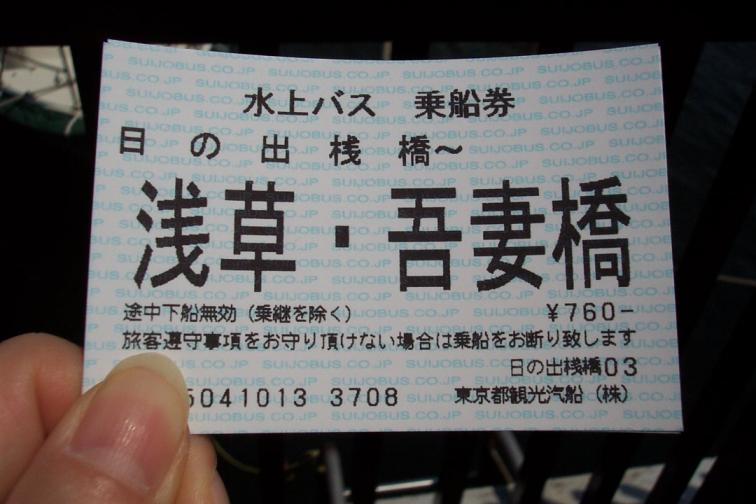 水上バス 乗船券
日の出桟橋～
浅草・吾妻橋
途中下船無効（乗継を除く） ￥760-
旅客遵守事項をお守り頂けない場合は乗船をお断り致します
日の出桟橋03
5041013 3708 東京都観光汽船（株）
SUIJOBUS.CO.JP